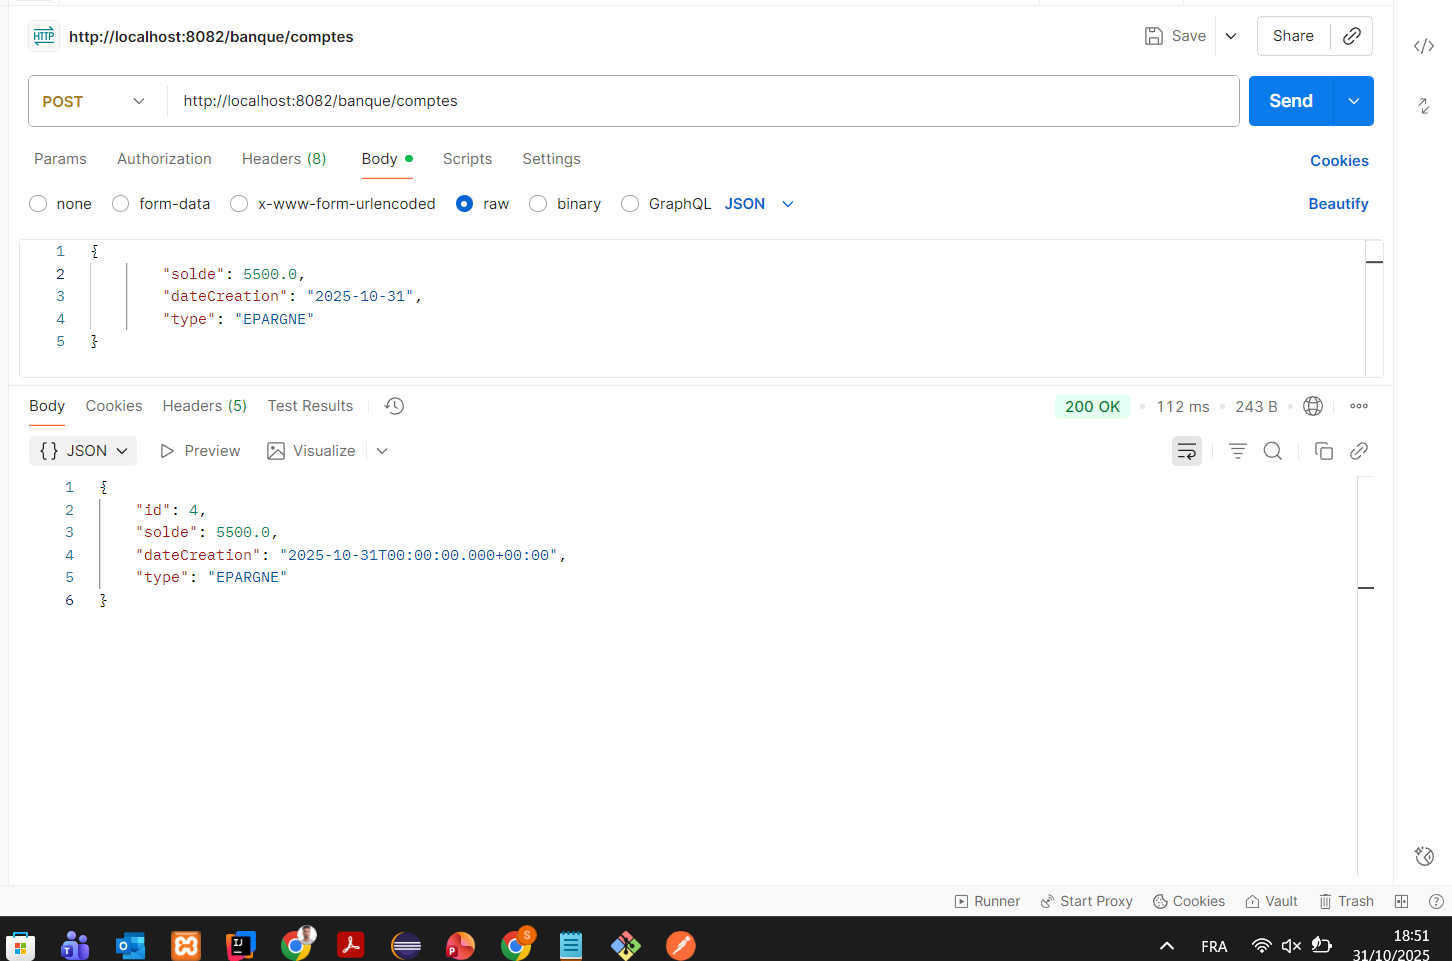 HTTP http://localhost:8082/banque/comptes Save Share
POST http://localhost:8082/banque/comptes Send
Params Authorization Headers (8) Body Scripts Settings Cookies
none form-data x-www-form-urlencoded raw binary GraphQL JSON Beautify
1 {
2 "solde": 5500.0,
3 "dateCreation": "2025-10-31",
4 "type": "EPARGNE"
5 }
Body Cookies Headers (5) Test Results 200 OK 112 ms 243 B
{} JSON Preview Visualize
1 {
2 "id": 4,
3 "solde": 5500.0,
4 "dateCreation": "2025-10-31T00:00:00.000+00:00",
5 "type": "EPARGNE"
6 }
Runner Start Proxy Cookies Vault Trash
FRA 18:51
31/10/2025